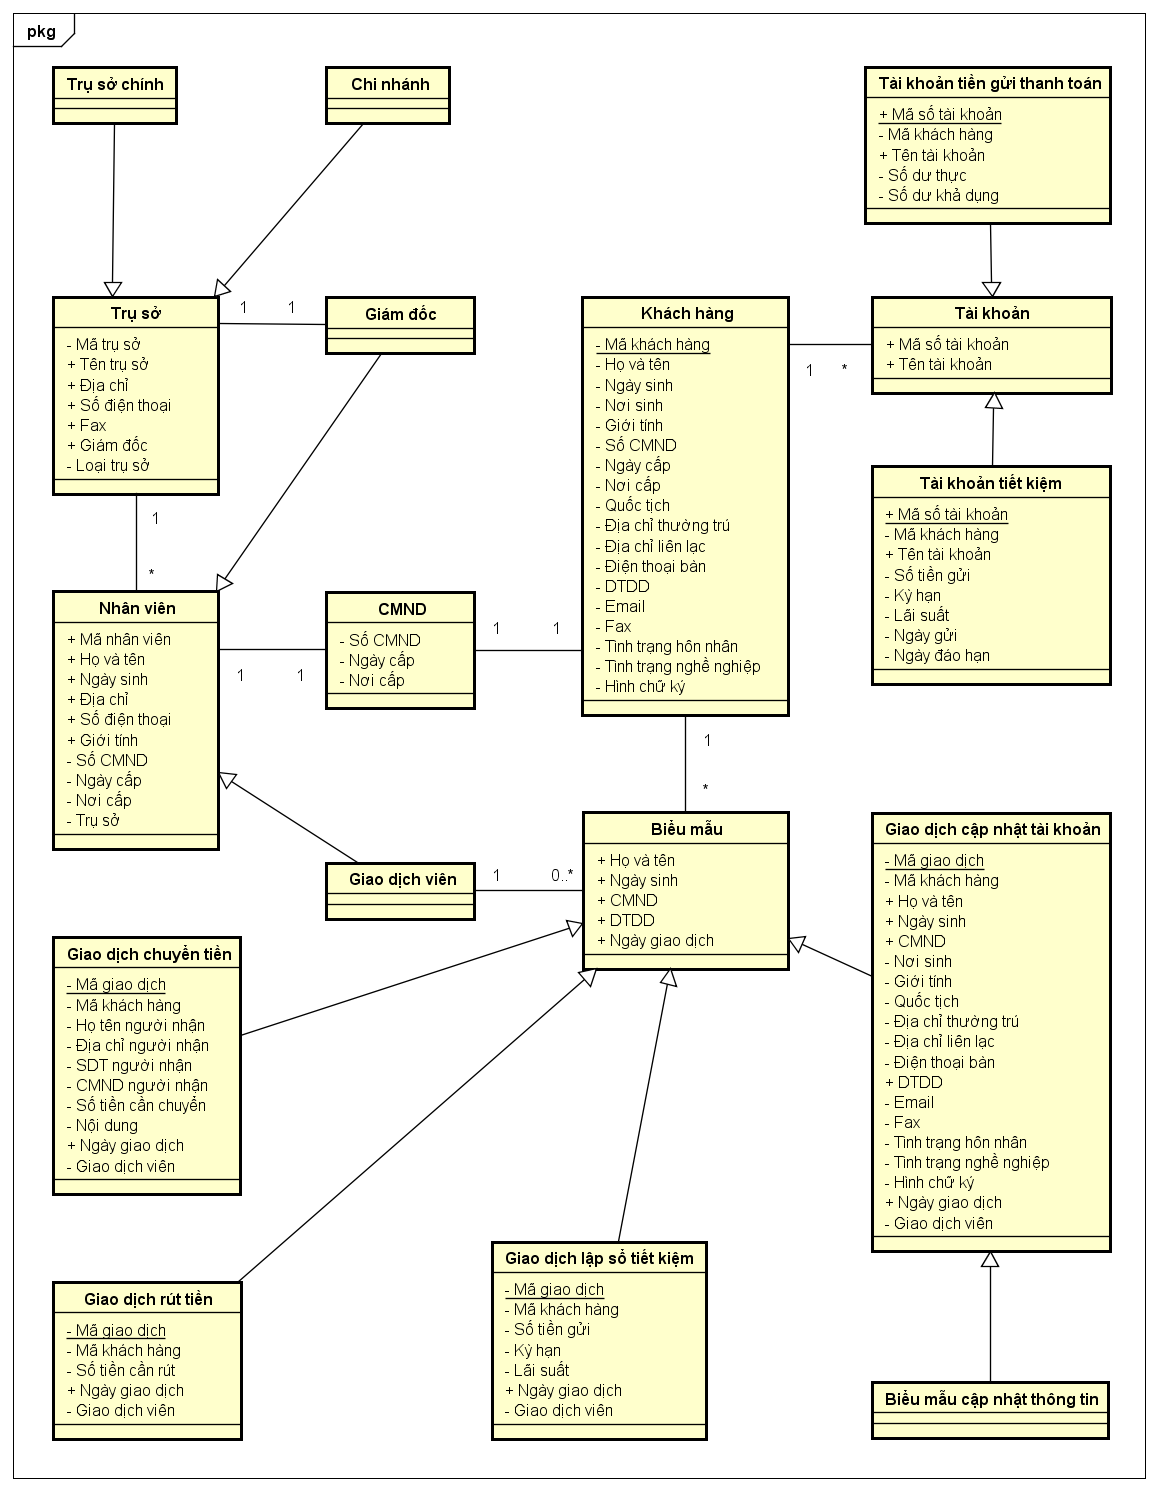 pkg
Trụ sở chính
Chi nhánh
Tài khoản tiền gửi thanh toán
+ Mã số tài khoản
- Mã khách hàng
+ Tên tài khoản
- Số dư thực
- Số dư khả dụng
Trụ sở
- Mã trụ sở
+ Tên trụ sở
+ Địa chỉ
+ Số điện thoại
+ Fax
+ Giám đốc
- Loại trụ sở
1
1
Giám đốc
Khách hàng
- Mã khách hàng
- Họ và tên
- Ngày sinh
- Nơi sinh
- Giới tính
- Số CMND
- Ngày cấp
- Nơi cấp
- Quốc tịch
- Địa chỉ thường trú
- Địa chỉ liên lạc
- Điện thoại bàn
- DTDD
- Email
- Fax
- Tình trạng hôn nhân
- Tình trạng nghề nghiệp
- Hình chữ ký
1
*
Tài khoản
+ Mã số tài khoản
+ Tên tài khoản
Tài khoản tiết kiệm
+ Mã số tài khoản
- Mã khách hàng
+ Tên tài khoản
- Số tiền gửi
- Kỳ hạn
- Lãi suất
- Ngày gửi
- Ngày đáo hạn
1
*
Nhân viên
+ Mã nhân viên
+ Họ và tên
+ Ngày sinh
+ Địa chỉ
+ Số điện thoại
+ Giới tính
- Số CMND
- Ngày cấp
- Nơi cấp
- Trụ sở
1
1
CMND
- Số CMND
- Ngày cấp
- Nơi cấp
1
1
1
*
Giao dịch viên
1
0..*
Biểu mẫu
+ Họ và tên
+ Ngày sinh
+ CMND
+ DTDD
+ Ngày giao dịch
Giao dịch cập nhật tài khoản
- Mã giao dịch
- Mã khách hàng
+ Họ và tên
+ Ngày sinh
+ CMND
- Nơi sinh
- Giới tính
- Quốc tịch
- Địa chỉ thường trú
- Địa chỉ liên lạc
- Điện thoại bàn
+ DTDD
- Email
- Fax
- Tình trạng hôn nhân
- Tình trạng nghề nghiệp
- Hình chữ ký
+ Ngày giao dịch
- Giao dịch viên
Giao dịch chuyển tiền
- Mã giao dịch
- Mã khách hàng
- Họ tên người nhận
- Địa chỉ người nhận
- SDT người nhận
- CMND người nhận
- Số tiền cần chuyển
- Nội dung
+ Ngày giao dịch
- Giao dịch viên
Giao dịch rút tiền
- Mã giao dịch
- Mã khách hàng
- Số tiền cần rút
+ Ngày giao dịch
- Giao dịch viên
Giao dịch lập sổ tiết kiệm
- Mã giao dịch
- Mã khách hàng
- Số tiền gửi
- Kỳ hạn
- Lãi suất
+ Ngày giao dịch
- Giao dịch viên
Biểu mẫu cập nhật thông tin